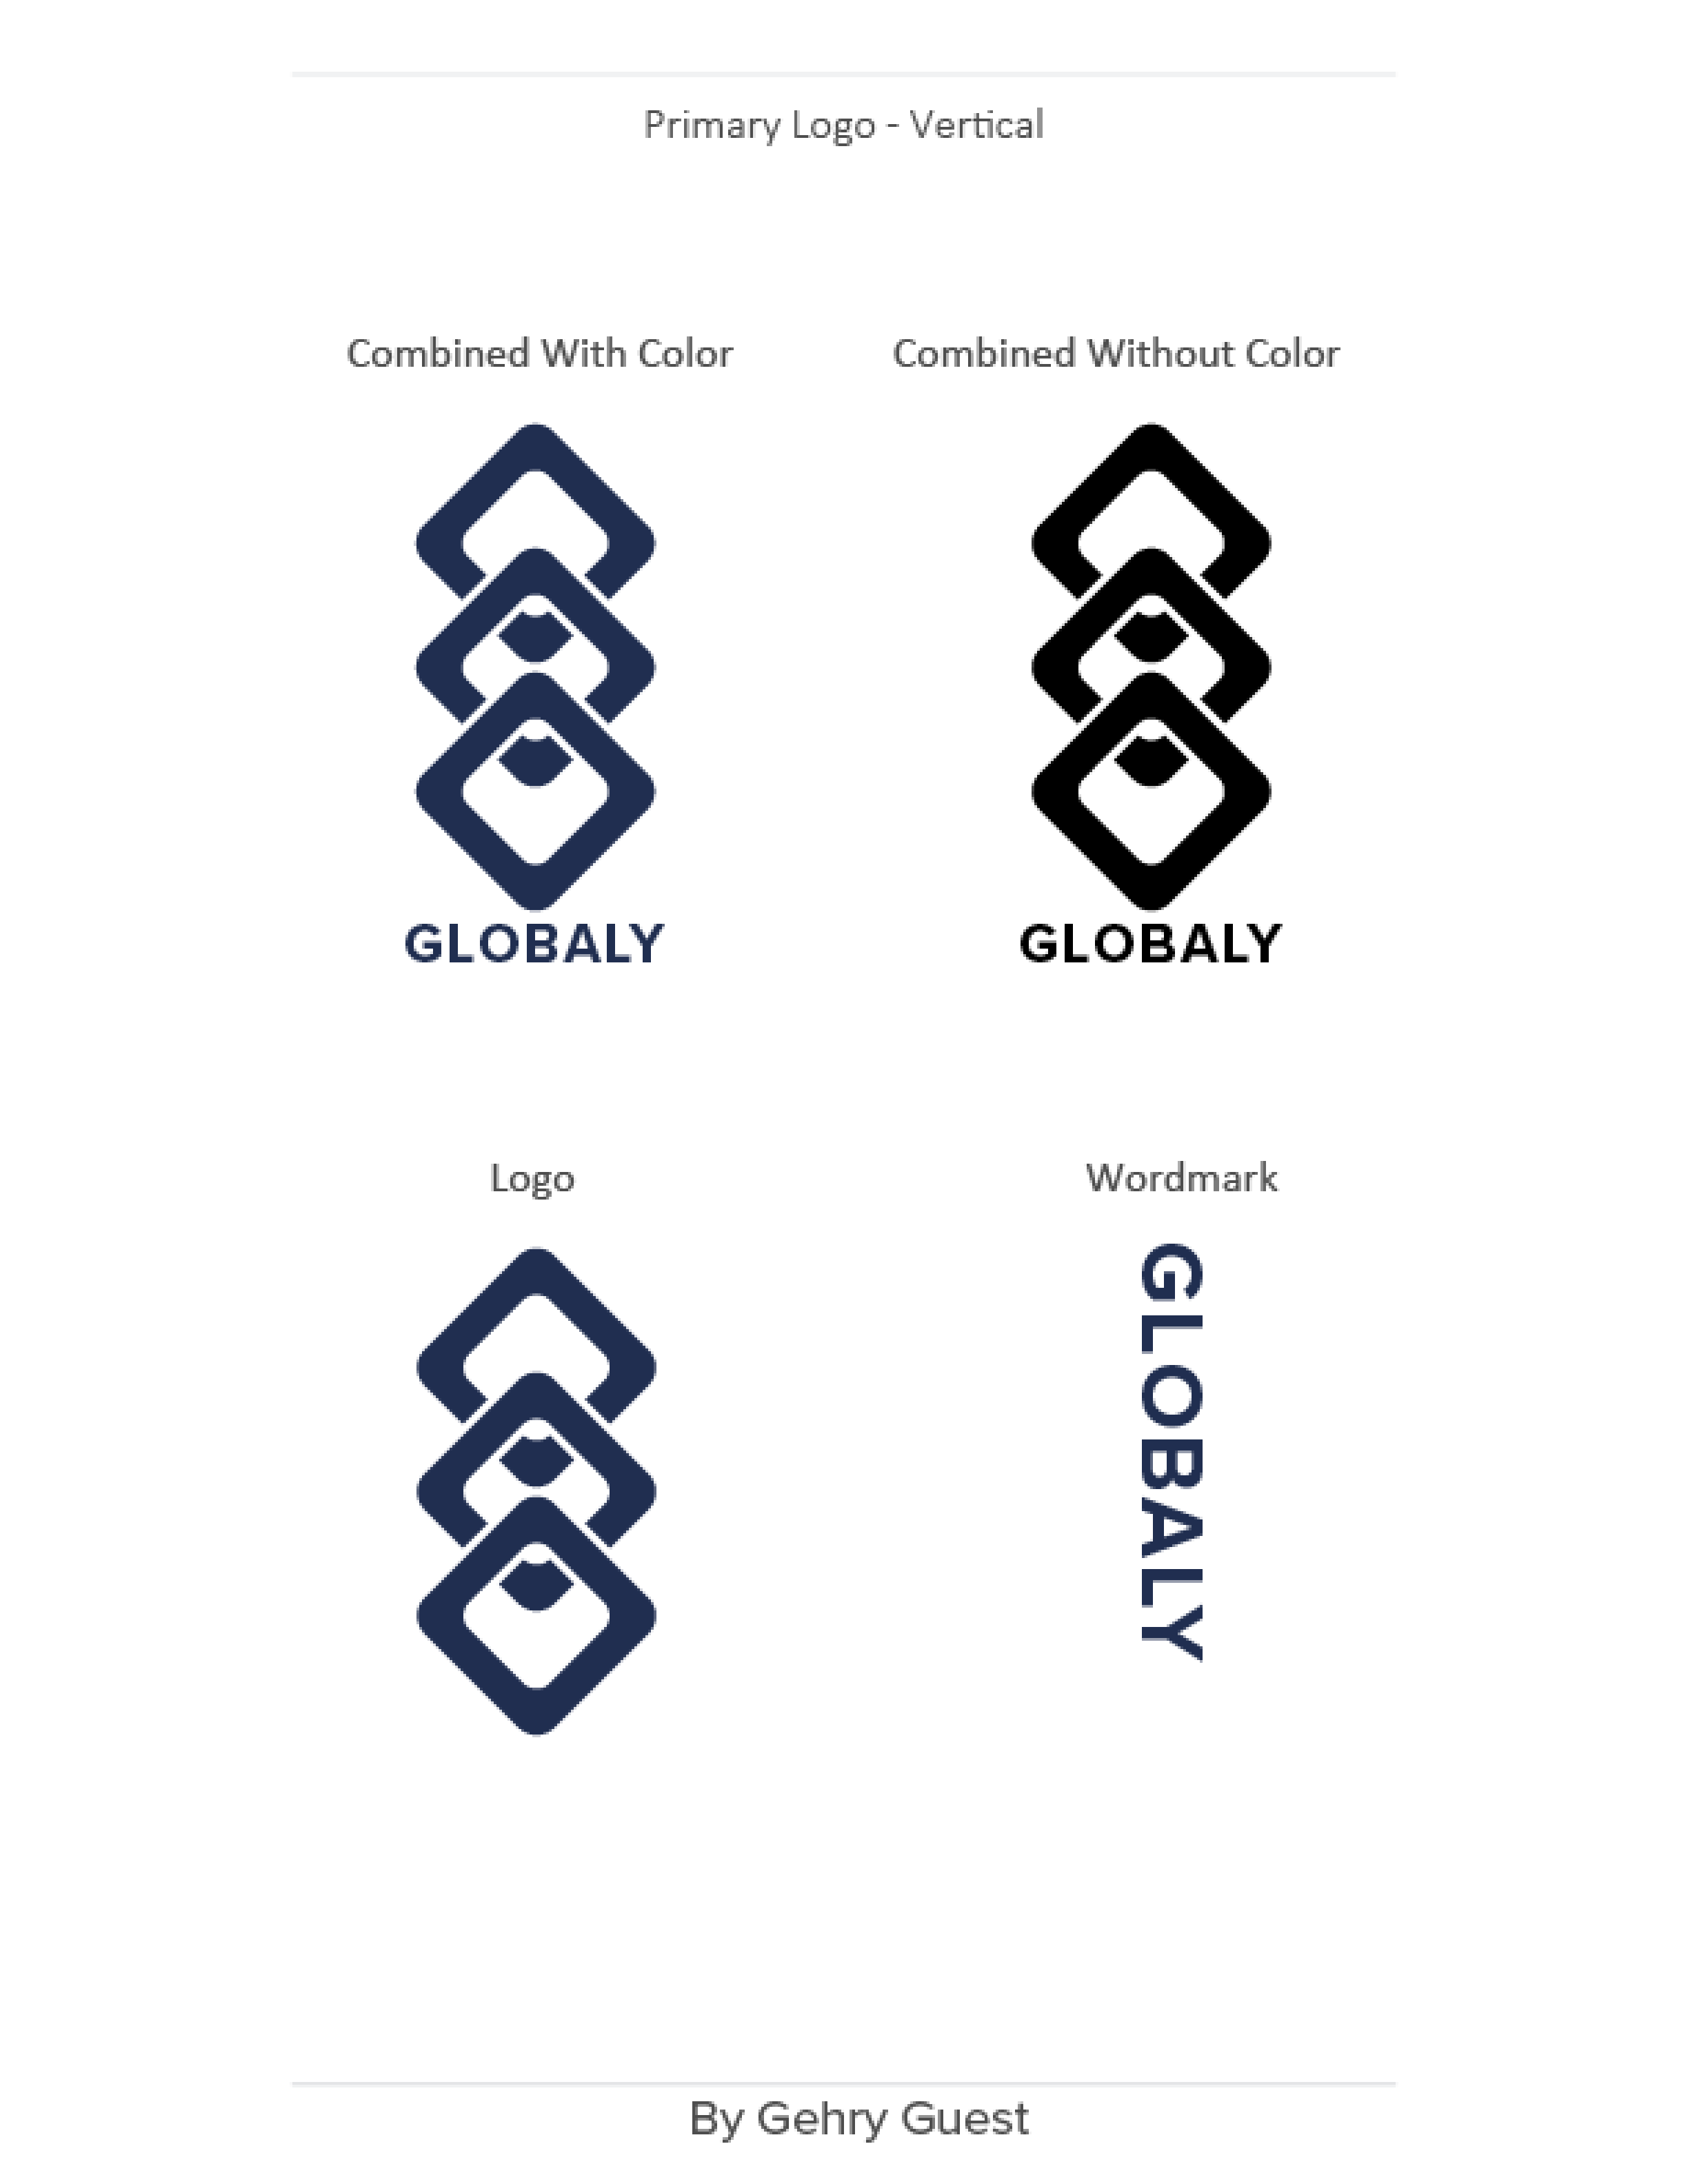 Primary Logo - Vertical
Combined With Color
Combined Without Color
GLOBALY
GLOBALY
Logo
Wordmark
GLOBALY
By Gehry Guest